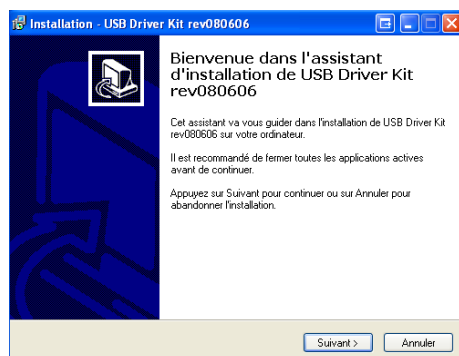 Installation - USB Driver Kit rev080606
Bienvenue dans l'assistant
d'installation de USB Driver Kit
rev080606
Cet assistant va vous guider dans l'installation de USB Driver Kit
rev080606 sur votre ordinateur.
Il est recommandé de fermer toutes les applications actives
avant de continuer.
Appuyez sur Suivant pour continuer ou sur Annuler pour
abandonner l'installation.
Suivant >
Annuler